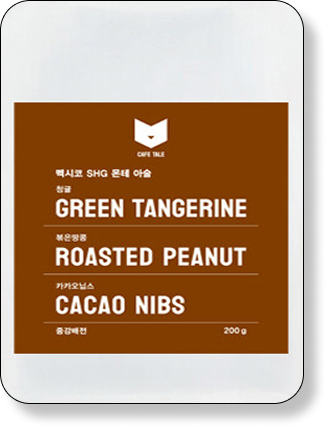 CAFE TALE
멕시코 SHG 몬테 아술
청귤
GREEN TANGERINE
볶은땅콩
ROASTED PEANUT
카카오닙스
CACAO NIBS
중강배전 200g